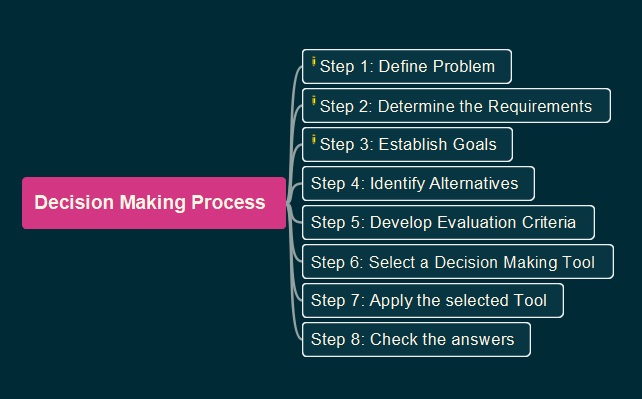 Decision Making Process
Step 1: Define Problem
Step 2: Determine the Requirements
Step 3: Establish Goals
Step 4: Identify Alternatives
Step 5: Develop Evaluation Criteria
Step 6: Select a Decision Making Tool
Step 7: Apply the selected Tool
Step 8: Check the answers